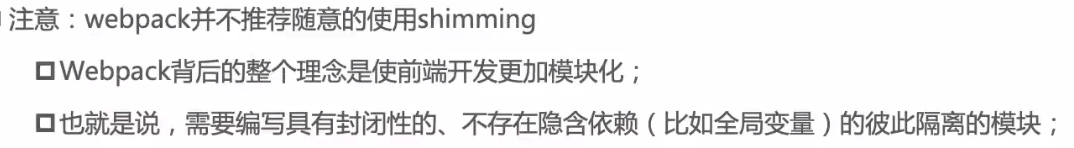 注意：webpack并不推荐随意的使用shimming
Webpack背后的整个理念是使前端开发更加模块化；
也就是说，需要编写具有封闭性的、不存在隐含依赖（比如全局变量）的彼此隔离的模块；